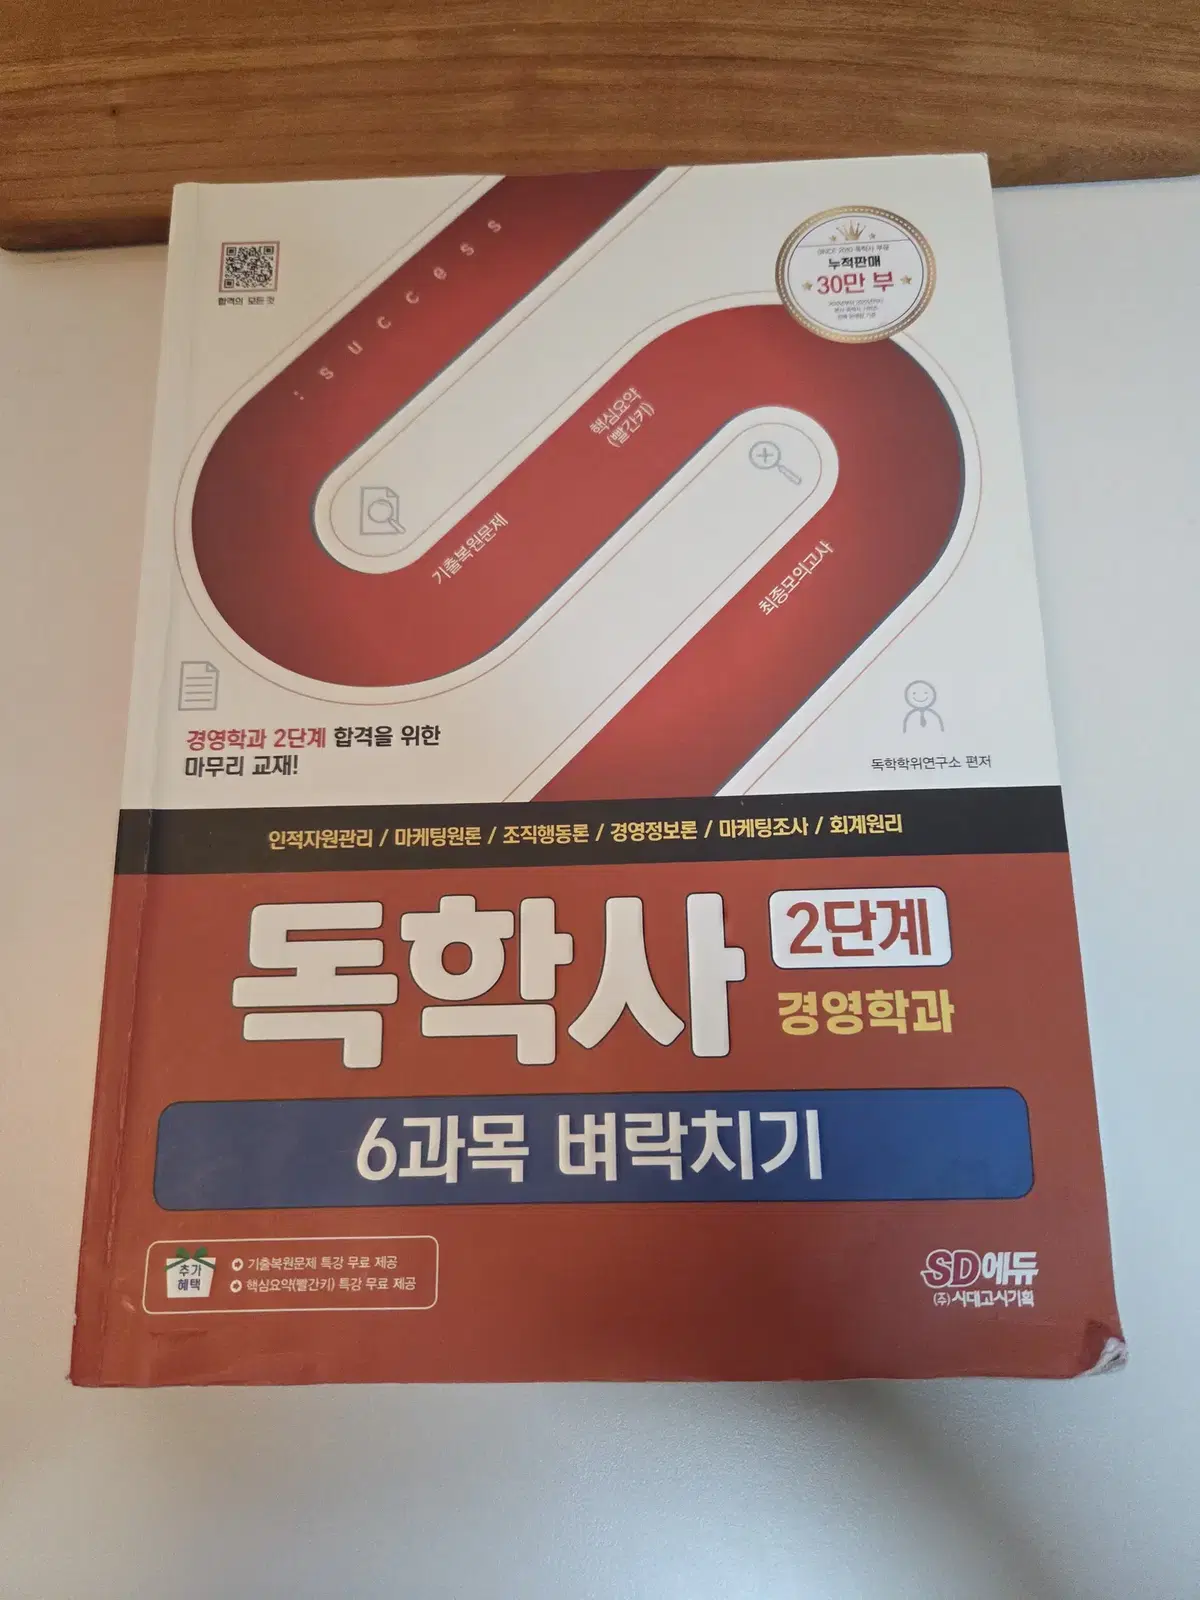 합격의 모든 것
: success
누적판매
30만 부
핵심요약
(빨간키)
기출복원문제
최종모의고사
경영학과 2단계 합격을 위한
마무리 교재!
독학학위연구소 편저
인적자원관리 / 마케팅원론 / 조직행동론 / 경영정보론 / 마케팅조사 / 회계원리
독학사 2단계
경영학과
6과목 벼락치기
추가
혜택
기출복원문제 특강 무료 제공
핵심요약(빨간키) 특강 무료 제공
SD에듀
(주)시대고시기획